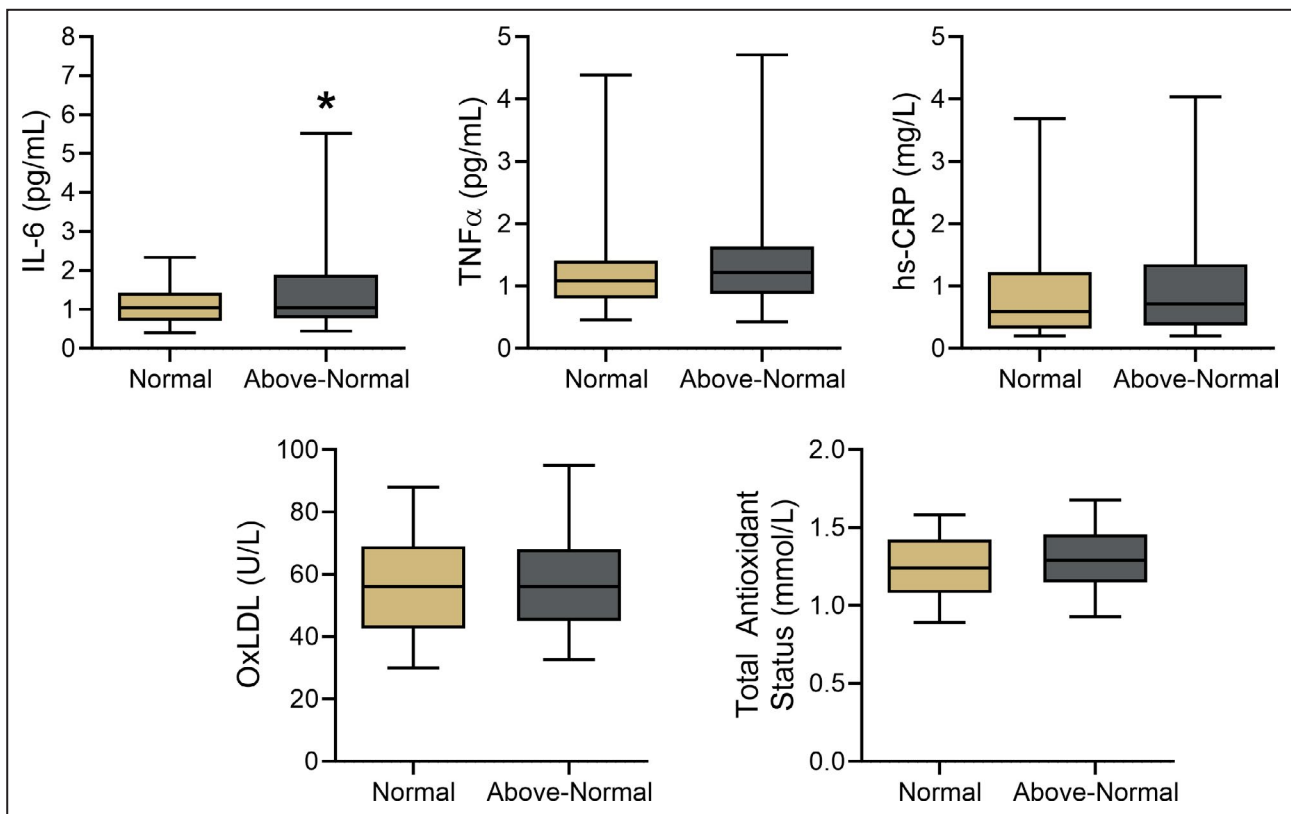 8
7
6
5
4
3
2
1
0
IL-6 (pg/mL)
*
Normal
Above-Normal
5
4
3
2
1
0
TNFα (pg/mL)
Normal
Above-Normal
5
4
3
2
1
0
hs-CRP (mg/L)
Normal
Above-Normal
100
80
60
40
20
0
OxLDL (U/L)
Normal
Above-Normal
2.0
1.5
1.0
0.5
0.0
Total Antioxidant
Status (mmol/L)
Normal
Above-Normal